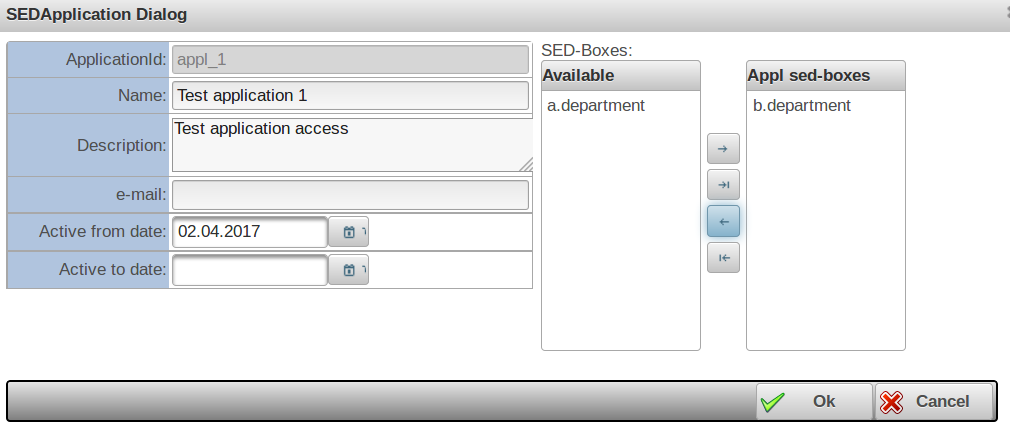 SEDApplication Dialog
ApplicationId: appl_1
Name: Test application 1
Description: Test application access
e-mail:
Active from date: 02.04.2017
Active to date:
SED-Boxes:
Available
a.department
Appl sed-boxes
b.department
Ok
Cancel